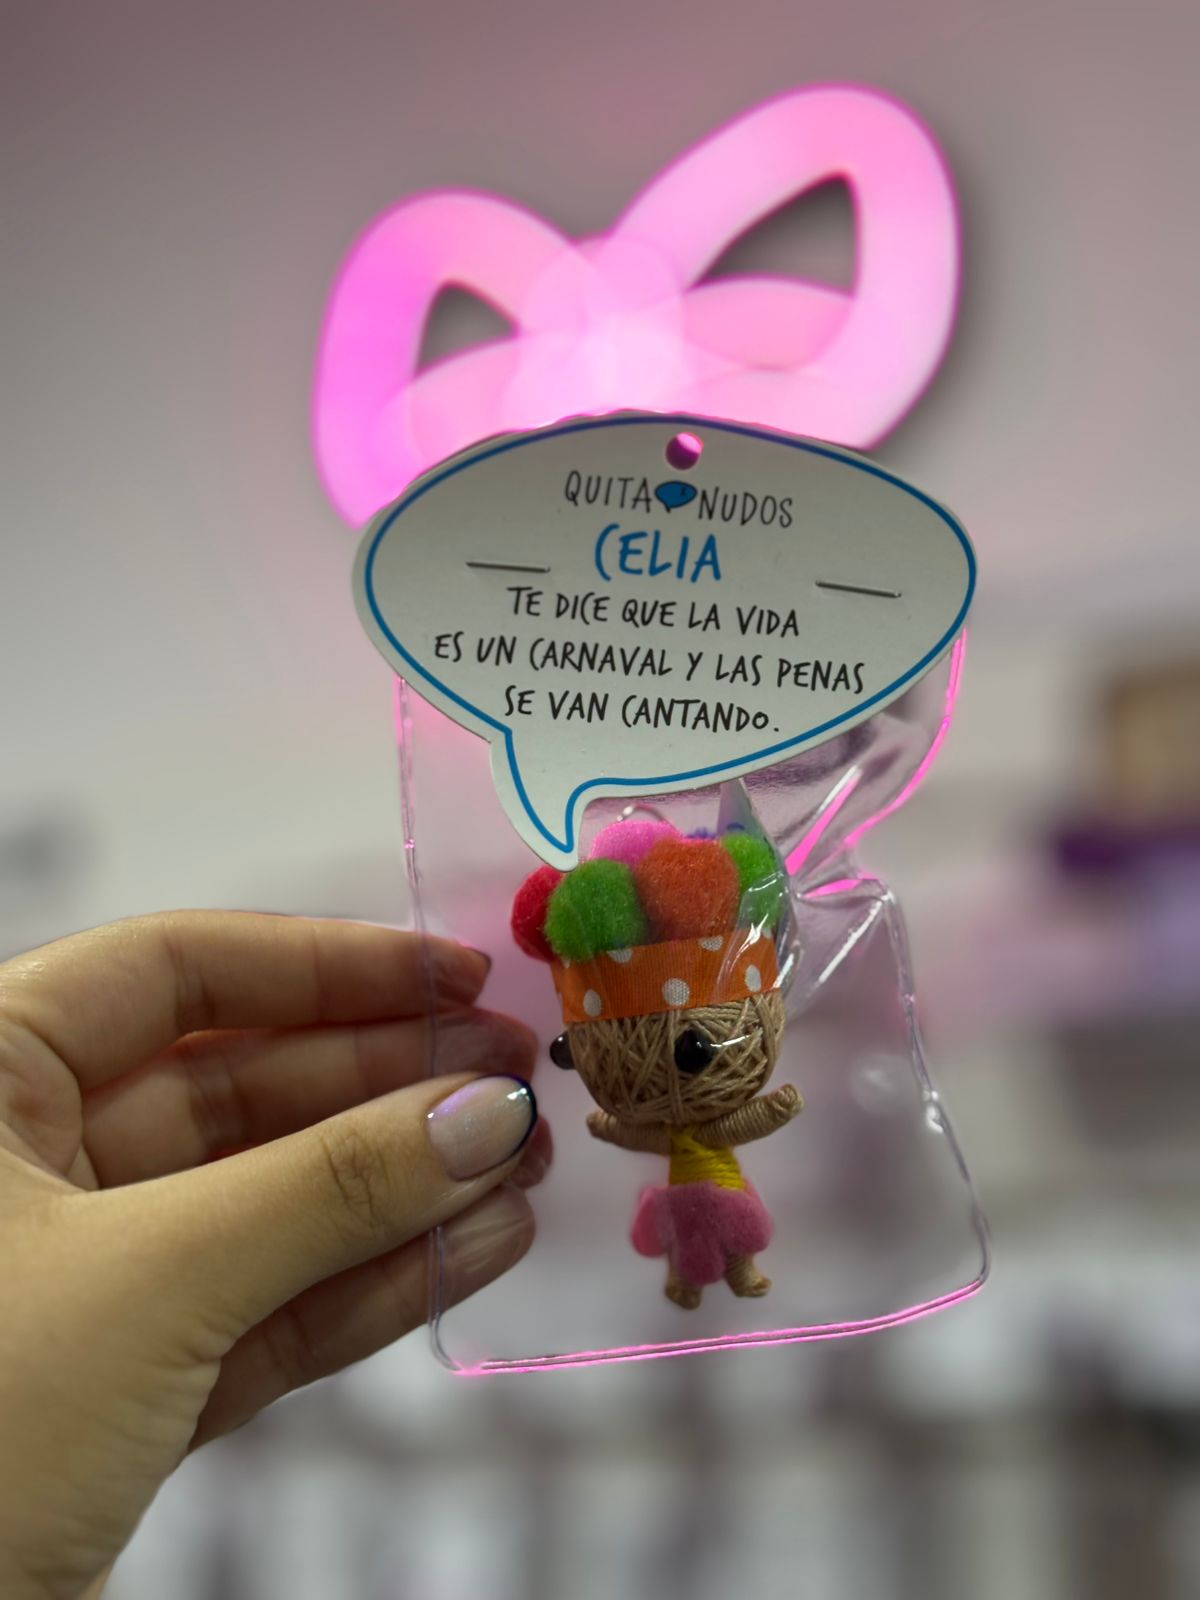 QUITA NUDOS
CELIA
TE DICE QUE LA VIDA
ES UN CARNAVAL Y LAS PENAS
SE VAN CANTANDO.